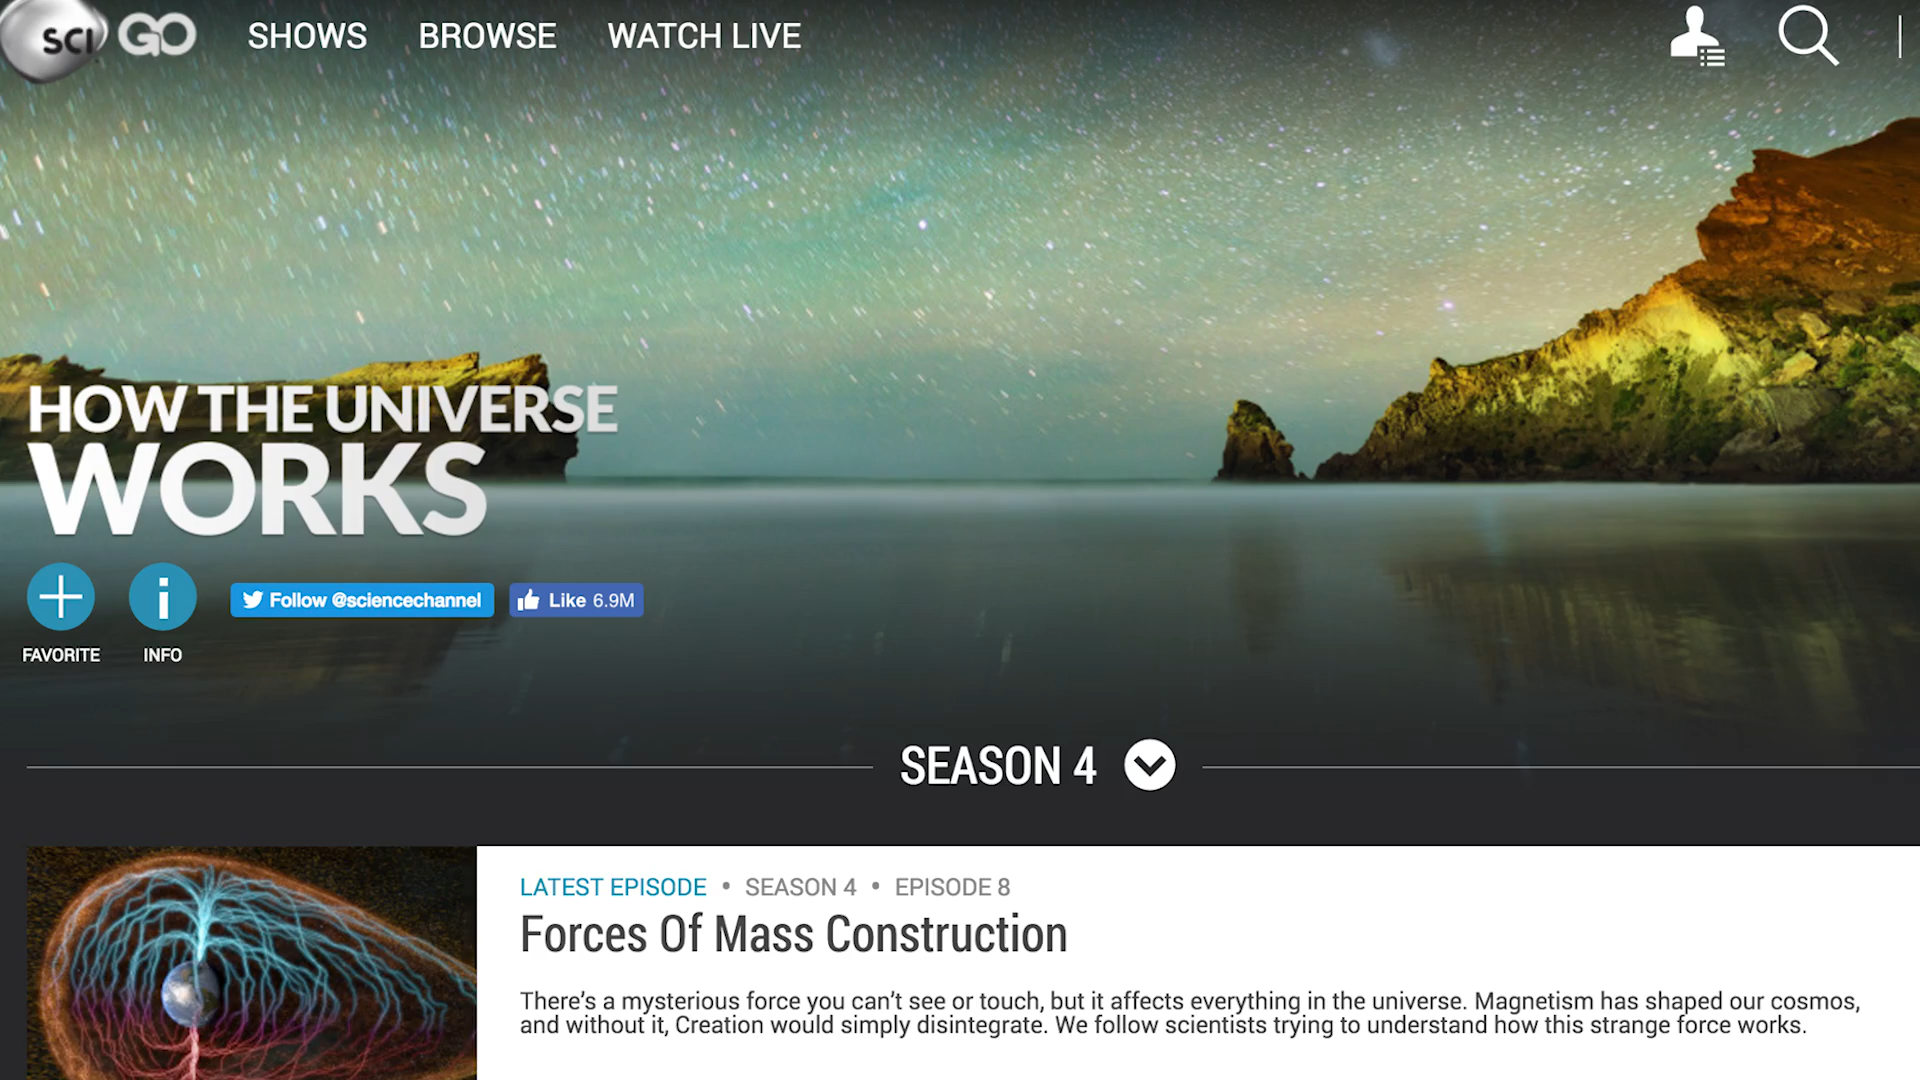 SCI GO
SHOWS
BROWSE
WATCH LIVE
HOW THE UNIVERSE
WORKS
Follow @sciencechannel
Like 6.9M
FAVORITE
INFO
SEASON 4
LATEST EPISODE • SEASON 4 • EPISODE 8
Forces Of Mass Construction
There's a mysterious force you can't see or touch, but it affects everything in the universe. Magnetism has shaped our cosmos,
and without it, Creation would simply disintegrate. We follow scientists trying to understand how this strange force works.